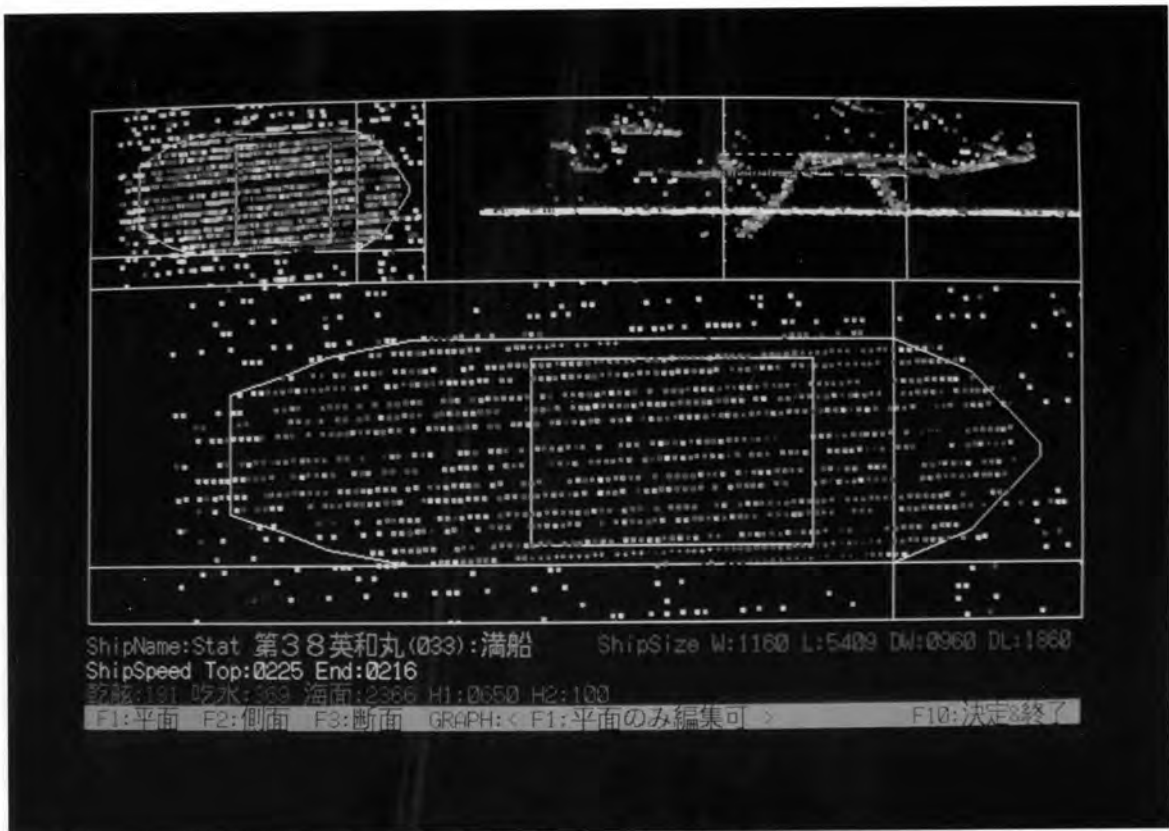 ShipName:Stat 第38英和丸(033):満船 ShipSize W:1160 L:5409 DW:0960 DL:1860
ShipSpeed Top:0225 End:0216
乾舷:191 吃水:369 海面:2366 H1:0650 H2:100
F1:平面 F2:側面 F3:断面 GRAPH:< F1:平面のみ編集可 > F10:決定&終了